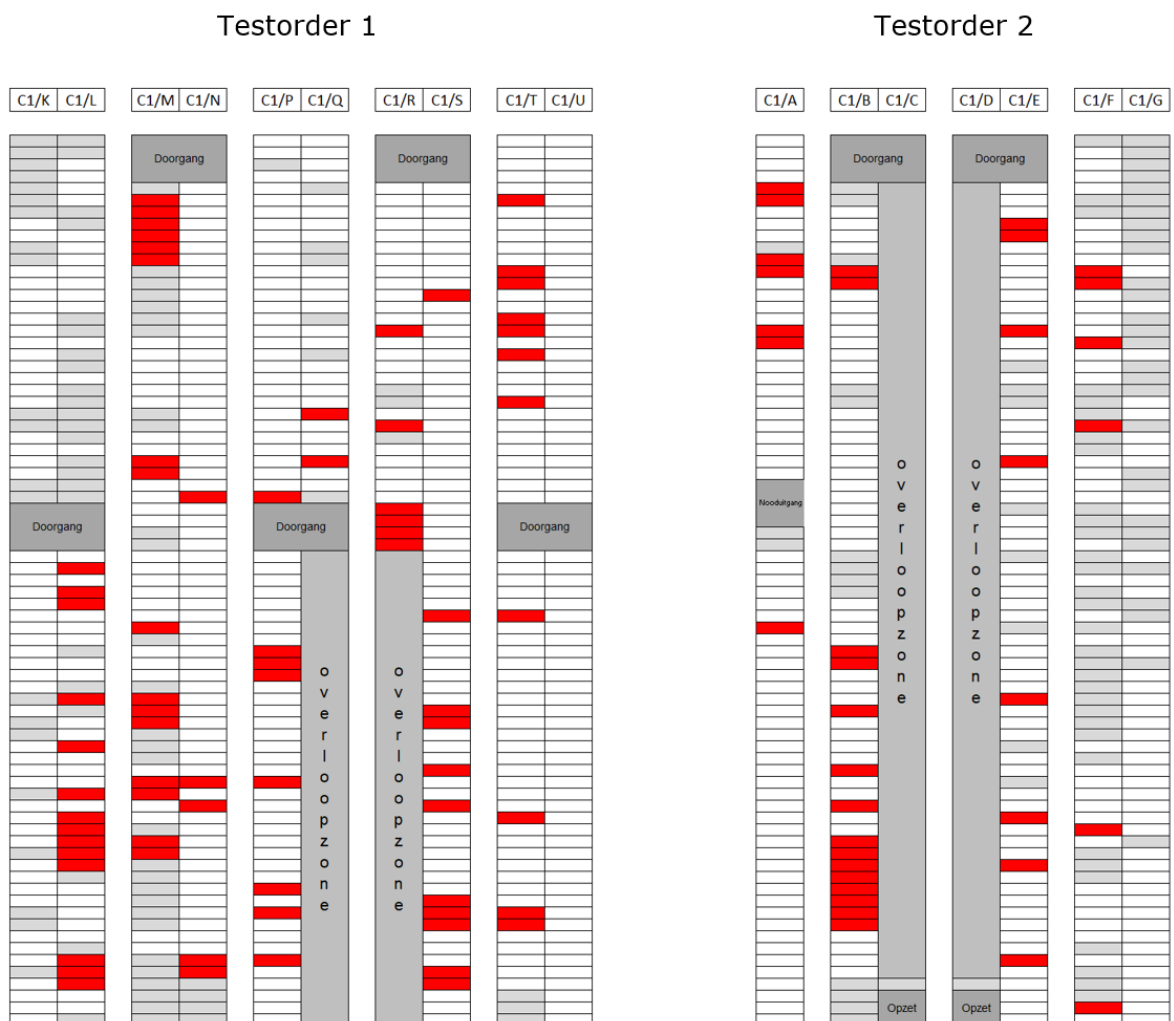 Testorder 1
Testorder 2
C1/K C1/L C1/M C1/N C1/P C1/Q C1/R C1/S C1/T C1/U
C1/A C1/B C1/C C1/D C1/E C1/F C1/G
Doorgang
Doorgang
Doorgang
Doorgang
Nooduitgang
Doorgang
Doorgang
Doorgang
overloopzone
overloopzone
overloopzone
overloopzone
Opzet
Opzet